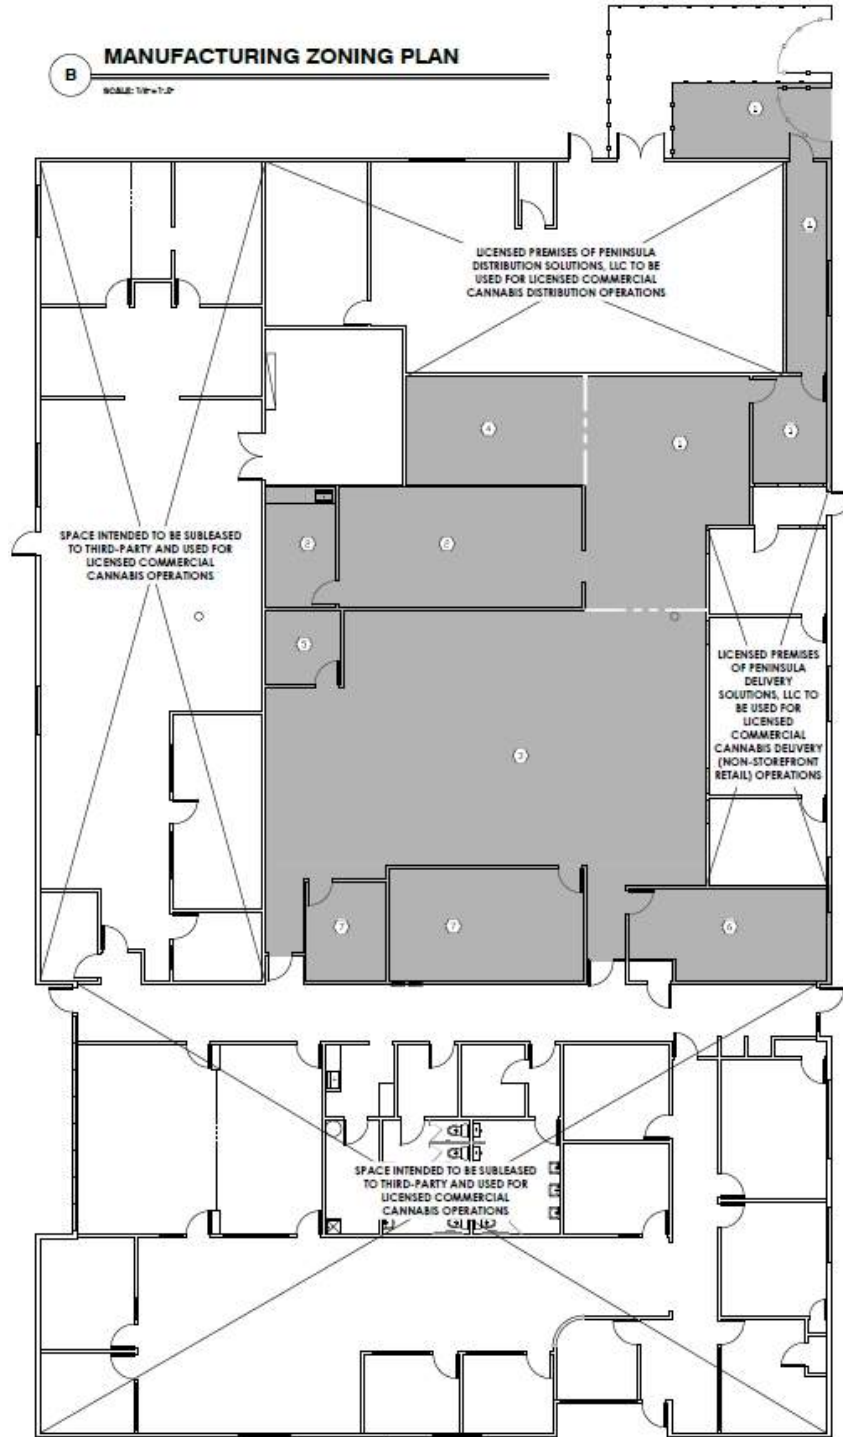 B
MANUFACTURING ZONING PLAN
LICENSED PREMISES OF PENINSULA
DISTRIBUTION SOLUTIONS, LLC TO BE
USED FOR LICENSED COMMERCIAL
CANNABIS DISTRIBUTION OPERATIONS
4
SPACE INTENDED TO BE SUBLEASED
TO THIRD-PARTY AND USED FOR
LICENSED COMMERCIAL
CANNABIS OPERATIONS
LICENSED PREMISES
OF PENINSULA
DELIVERY
SOLUTIONS, LLC TO
BE USED FOR
LICENSED
COMMERCIAL
CANNABIS DELIVERY
(NON-STOREFRONT
RETAIL) OPERATIONS
7
7
SPACE INTENDED TO BE SUBLEASED
TO THIRD-PARTY AND USED FOR
LICENSED COMMERCIAL
CANNABIS OPERATIONS